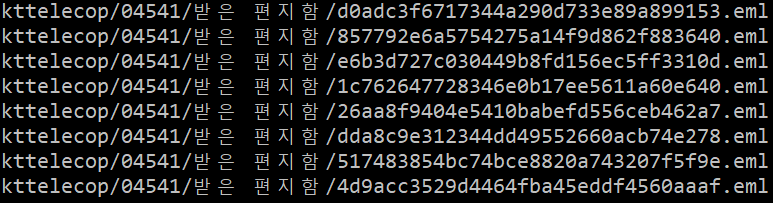 kttelecop/04541/받은 편지함/d0adc3f6717344a290d733e89a899153.eml
kttelecop/04541/받은 편지함/857792e6a5754275a14f9d862f883640.eml
kttelecop/04541/받은 편지함/e6b3d727c030449b8fd156ec5ff3310d.eml
kttelecop/04541/받은 편지함/1c762647728346e0b17ee5611a60e640.eml
kttelecop/04541/받은 편지함/26aa8f9404e5410babefd556ceb462a7.eml
kttelecop/04541/받은 편지함/dda8c9e312344dd49552660acb74e278.eml
kttelecop/04541/받은 편지함/517483854bc74bce8820a743207f5f9e.eml
kttelecop/04541/받은 편지함/4d9acc3529d4464fba45eddf4560aaaf.eml